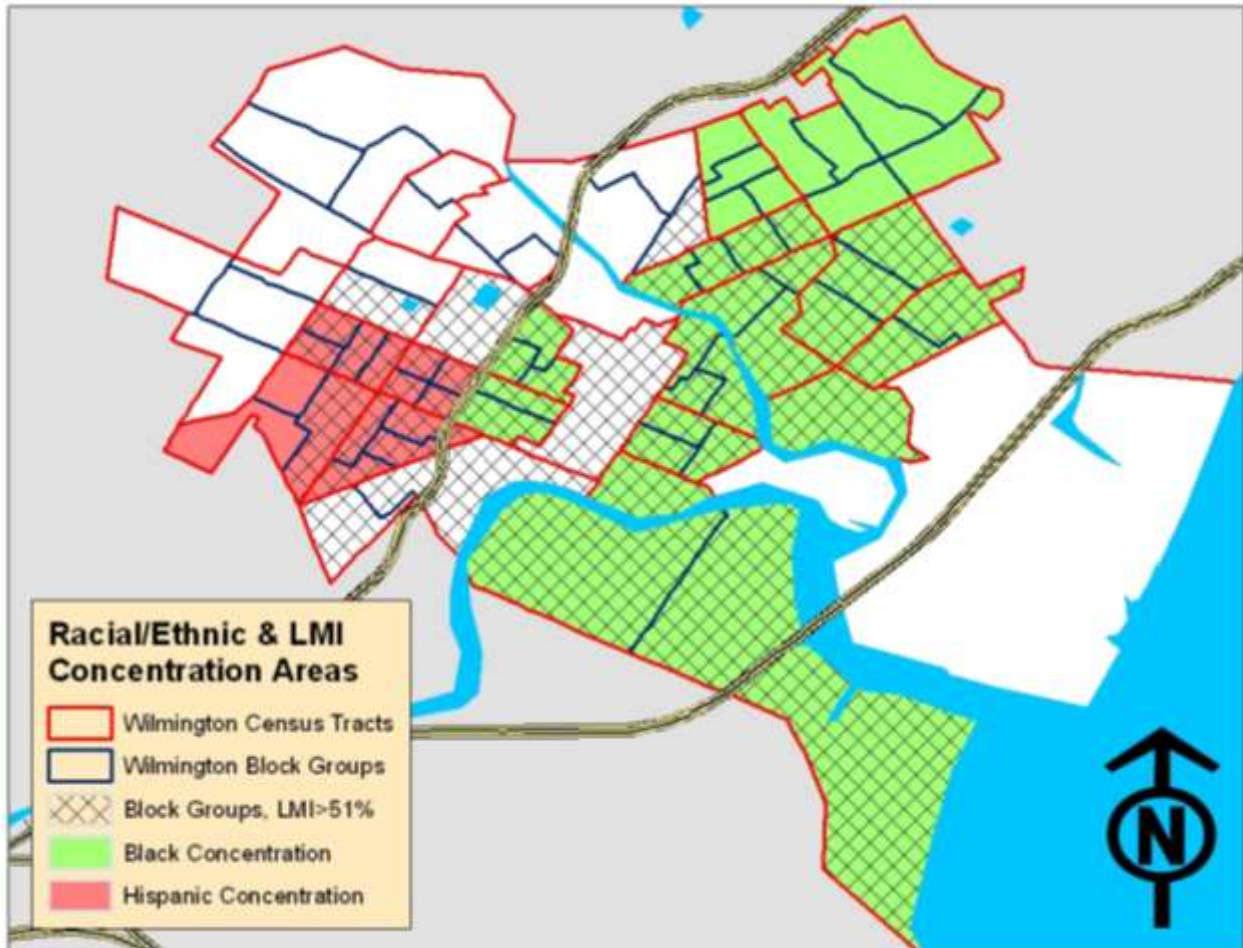 Racial/Ethnic & LMI
Concentration Areas
Wilmington Census Tracts
Wilmington Block Groups
Block Groups, LMI>51%
Black Concentration
Hispanic Concentration
N